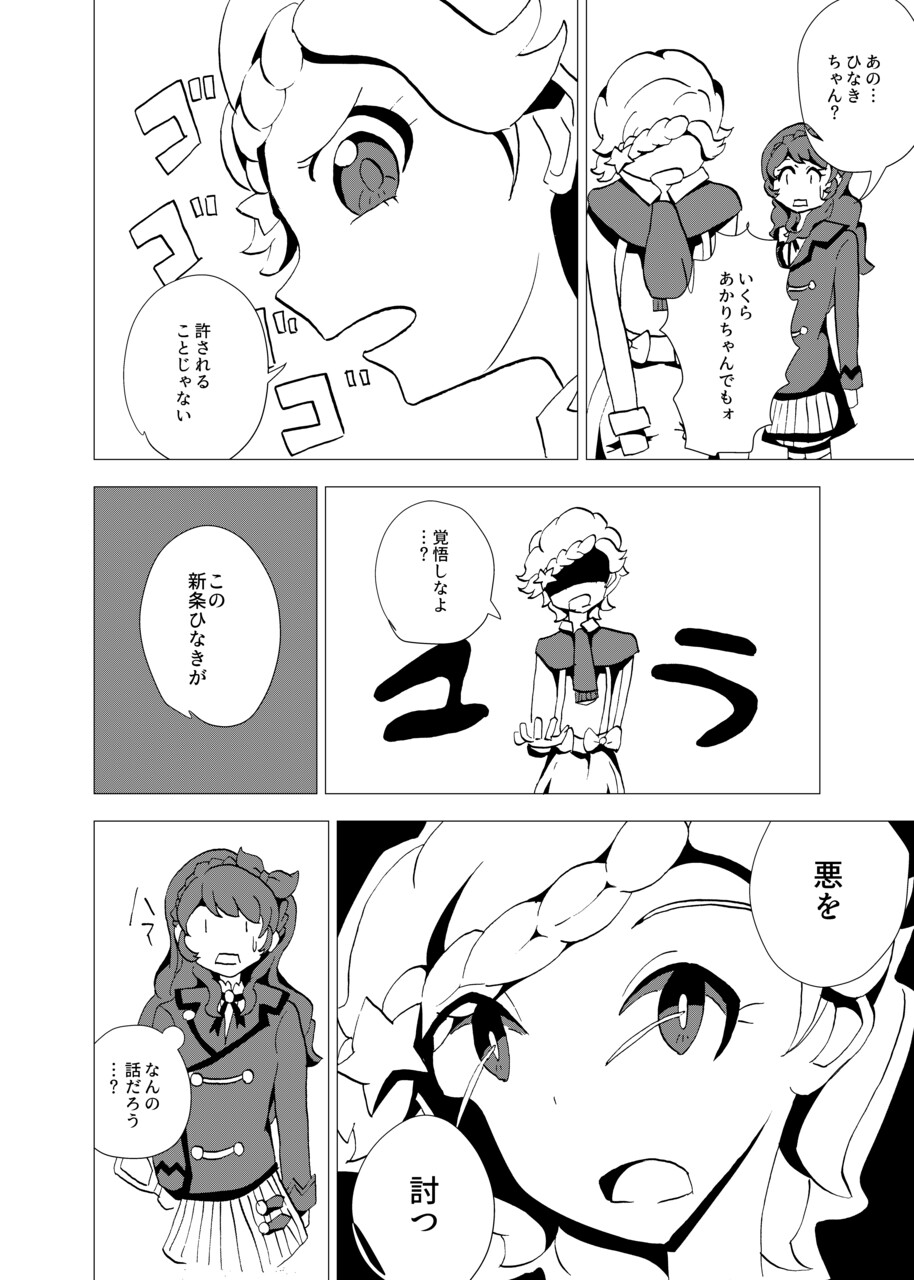 あの…
ひなき
ちゃん?
いくら
あかりちゃんでもォ
ゴ
ゴ
ゴ
許される
ことじゃない
覚悟しなよ
…?
ユ
ラ
この
新条ひなきが
悪を
討つ
ハァ
なんの
話だろう
…?